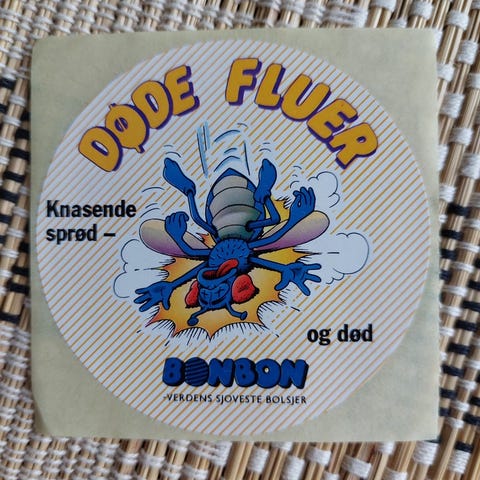 DØDE FLUER
Knasende
sprød –
og død
BONBON
-VERDENS SJOVESTE BOLSJER